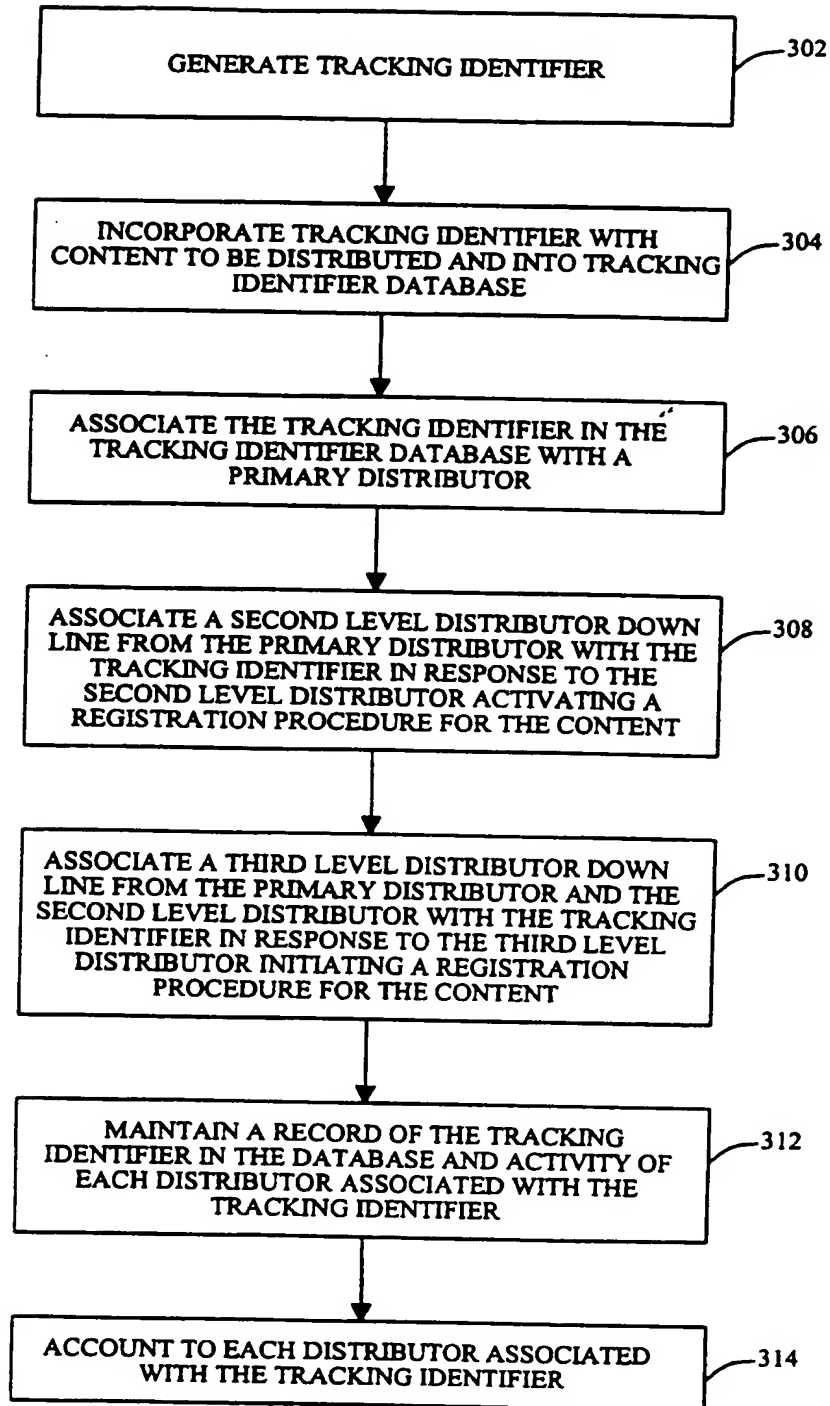 GENERATE TRACKING IDENTIFIER
302
INCORPORATE TRACKING IDENTIFIER WITH
CONTENT TO BE DISTRIBUTED AND INTO TRACKING
IDENTIFIER DATABASE
304
ASSOCIATE THE TRACKING IDENTIFIER IN THE
TRACKING IDENTIFIER DATABASE WITH A
PRIMARY DISTRIBUTOR
306
ASSOCIATE A SECOND LEVEL DISTRIBUTOR DOWN
LINE FROM THE PRIMARY DISTRIBUTOR WITH THE
TRACKING IDENTIFIER IN RESPONSE TO THE
SECOND LEVEL DISTRIBUTOR ACTIVATING A
REGISTRATION PROCEDURE FOR THE CONTENT
308
ASSOCIATE A THIRD LEVEL DISTRIBUTOR DOWN
LINE FROM THE PRIMARY DISTRIBUTOR AND THE
SECOND LEVEL DISTRIBUTOR WITH THE TRACKING
IDENTIFIER IN RESPONSE TO THE THIRD LEVEL
DISTRIBUTOR INITIATING A REGISTRATION
PROCEDURE FOR THE CONTENT
310
MAINTAIN A RECORD OF THE TRACKING
IDENTIFIER IN THE DATABASE AND ACTIVITY OF
EACH DISTRIBUTOR ASSOCIATED WITH THE
TRACKING IDENTIFIER
312
ACCOUNT TO EACH DISTRIBUTOR ASSOCIATED
WITH THE TRACKING IDENTIFIER
314